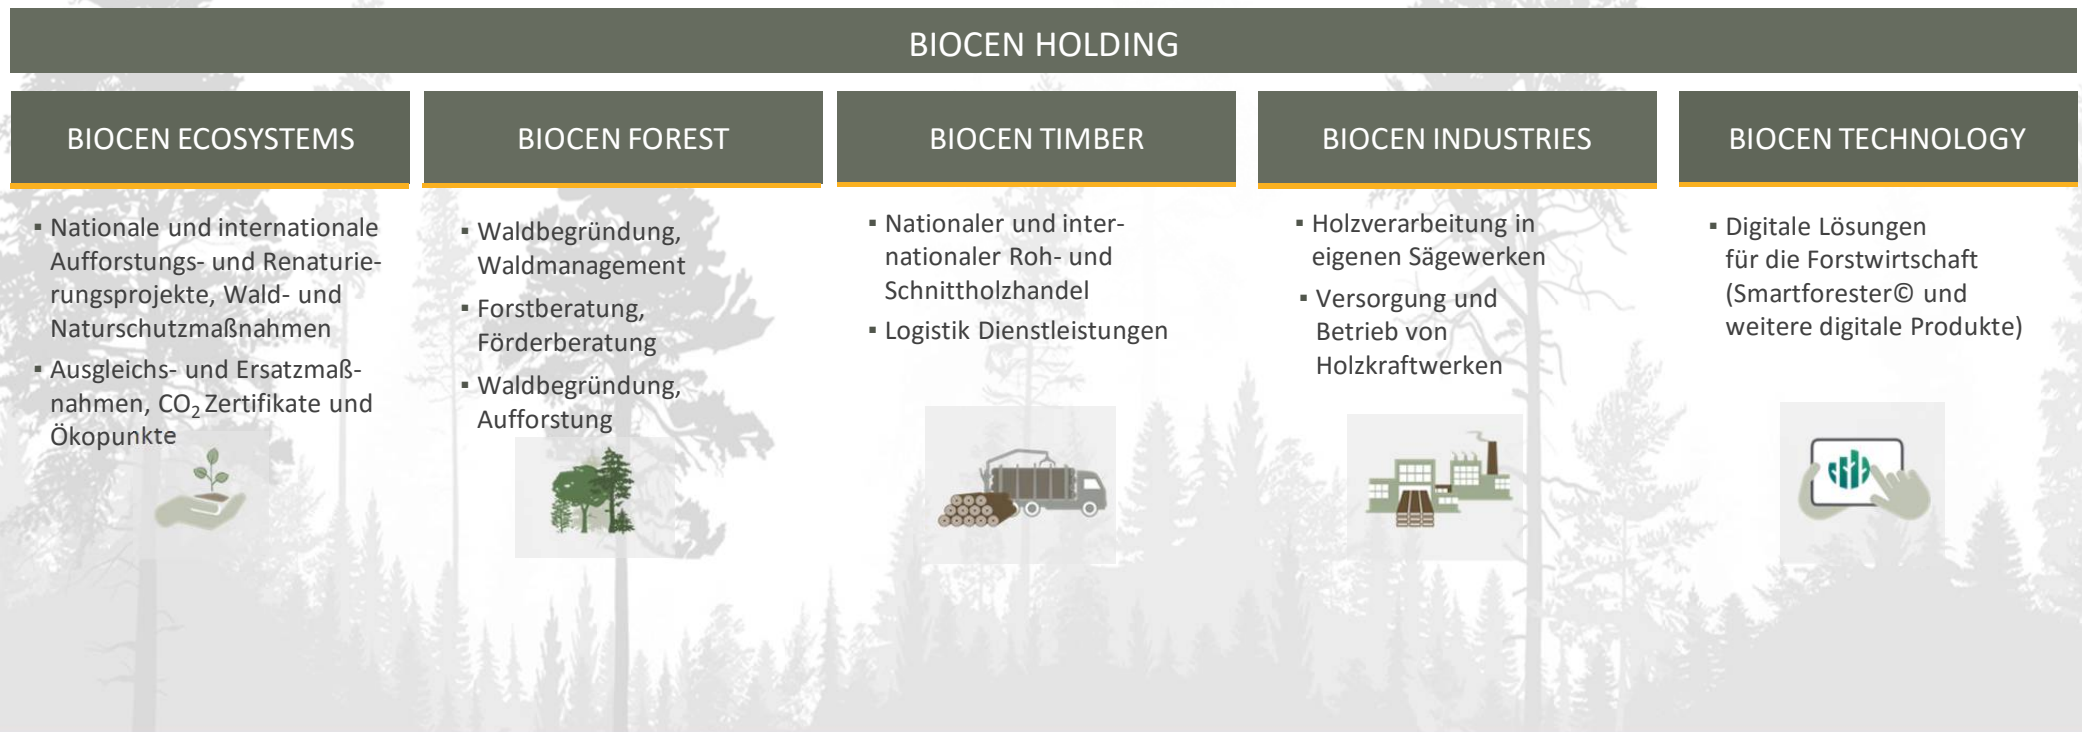 BIOCEN HOLDING
BIOCEN ECOSYSTEMS
▪ Nationale und internationale
Aufforstungs- und Renaturie-
rungsprojekte, Wald- und
Naturschutzmaßnahmen
▪ Ausgleichs- und Ersatzmaß-
nahmen, CO₂ Zertifikate und
Ökopunkte
BIOCEN FOREST
▪ Waldbegründung,
Waldmanagement
▪ Forstberatung,
Förderberatung
▪ Waldbegründung,
Aufforstung
BIOCEN TIMBER
▪ Nationaler und inter-
nationaler Roh- und
Schnittholzhandel
▪ Logistik Dienstleistungen
BIOCEN INDUSTRIES
▪ Holzverarbeitung in
eigenen Sägewerken
▪ Versorgung und
Betrieb von
Holzkraftwerken
BIOCEN TECHNOLOGY
▪ Digitale Lösungen
für die Forstwirtschaft
(Smartforester© und
weitere digitale Produkte)